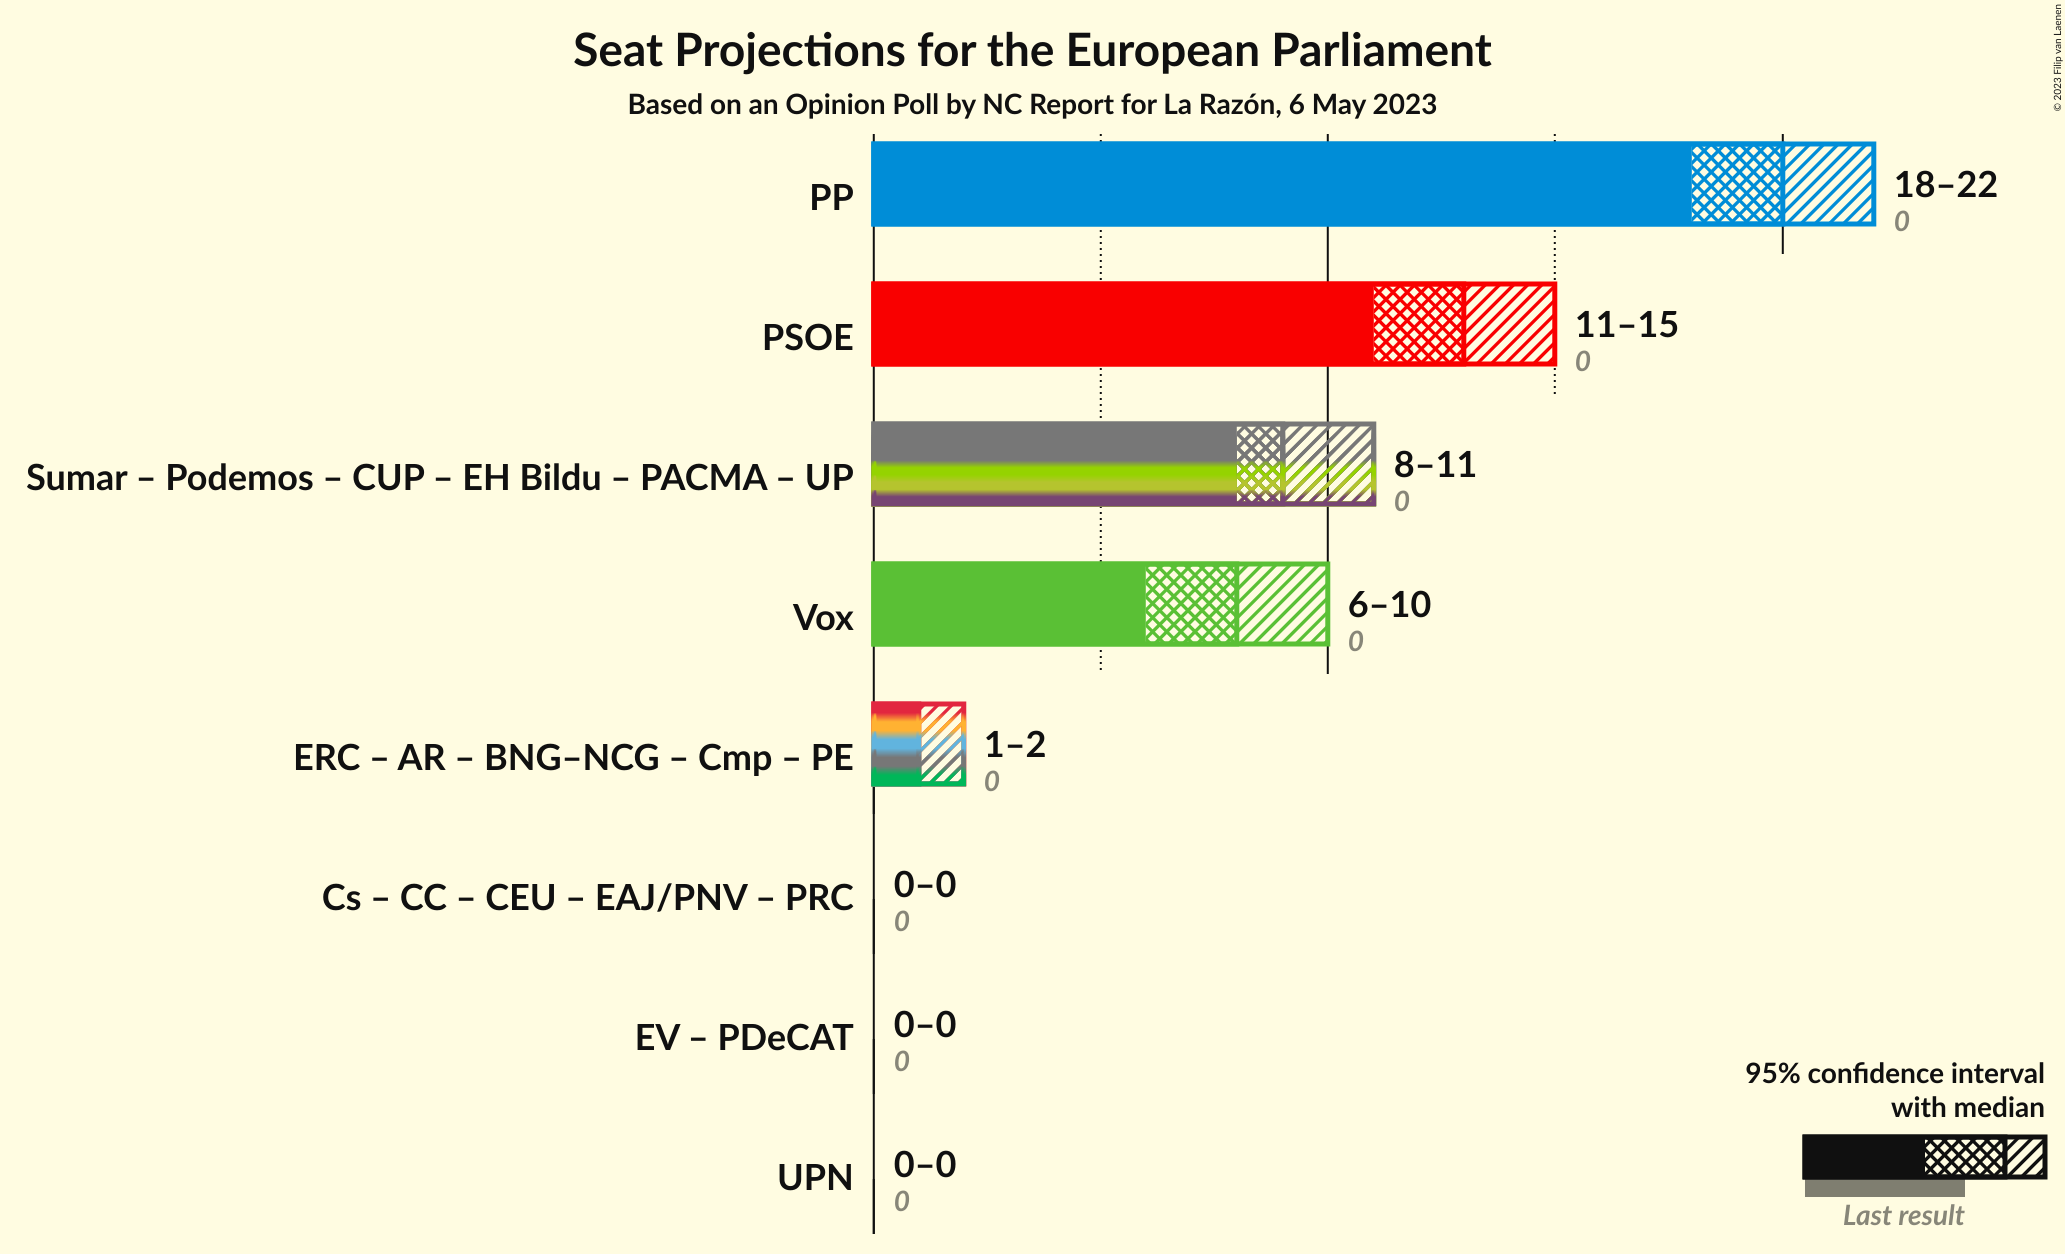 Seat Projections for the European Parliament
Based on an Opinion Poll by NC Report for La Razón, 6 May 2023
© 2023 Filip van Laenen
PP
18–22
0
PSOE
11–15
0
Sumar – Podemos – CUP – EH Bildu – PACMA – UP
8–11
0
Vox
6–10
0
ERC – AR – BNG–NCG – Cmp – PE
1–2
0
Cs – CC – CEU – EAJ/PNV – PRC
0–0
0
EV – PDeCAT
0–0
0
UPN
0–0
0
95% confidence interval
with median
Last result